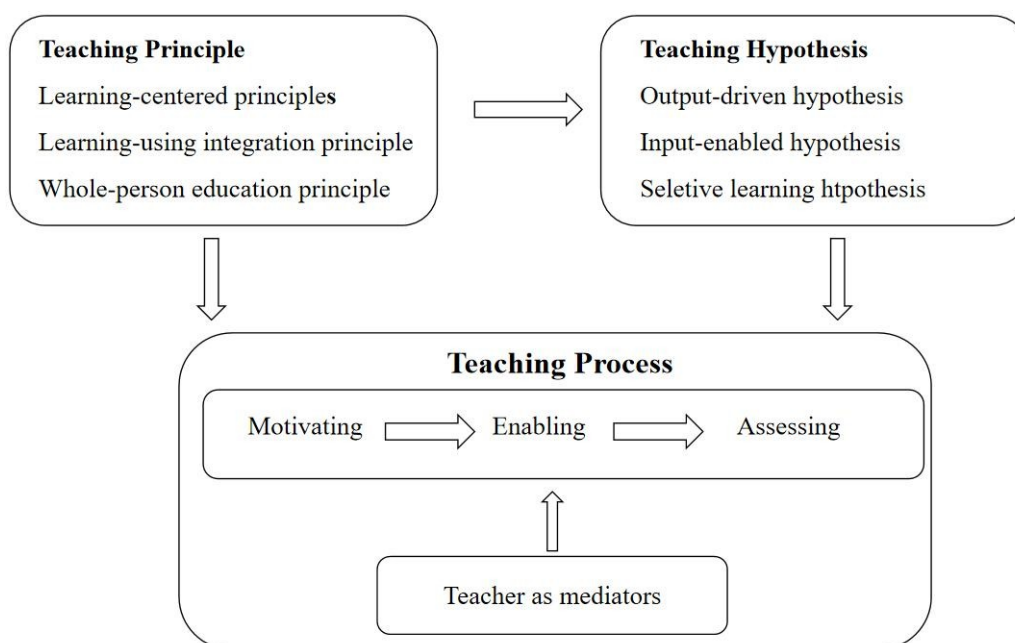 Teaching Principle
Learning-centered principles
Learning-using integration principle
Whole-person education principle
Teaching Hypothesis
Output-driven hypothesis
Input-enabled hypothesis
Seletive learning htpothesis
Teaching Process
Motivating
Enabling
Assessing
Teacher as mediators